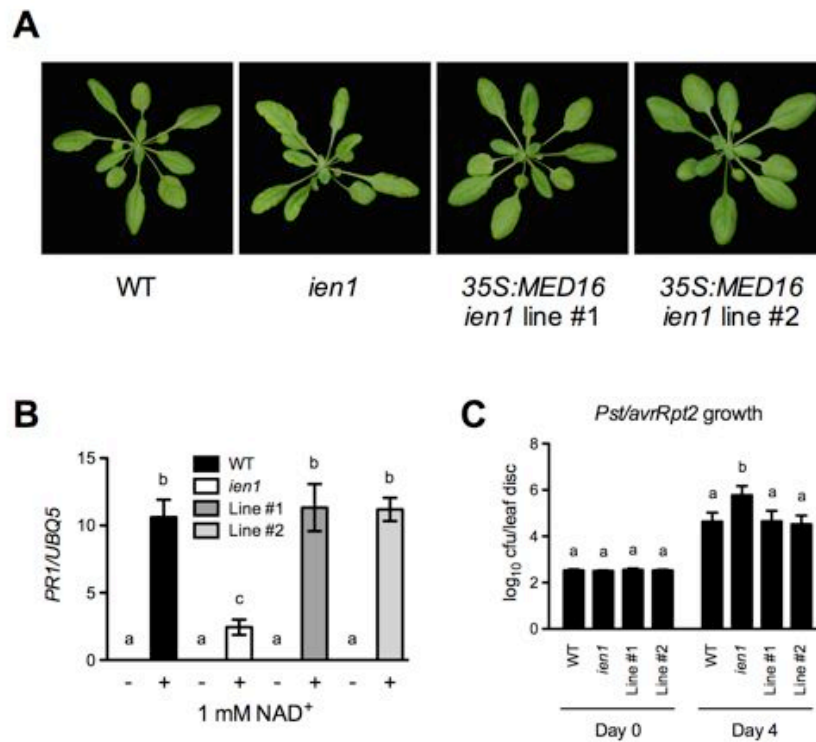 A
WT
ien1
35S:MED16
ien1 line #1
35S:MED16
ien1 line #2
B
PR1/UBQ5
15
10
5
0
WT
ien1
Line #1
Line #2
a b a c a b a b
- + - + - + - +
1 mM NAD⁺
C
Pst/avrRpt2 growth
log₁₀ cfu/leaf disc
8
6
4
2
0
a a a a a b a a
WT ien1 Line #1 Line #2 WT ien1 Line #1 Line #2
Day 0 Day 4